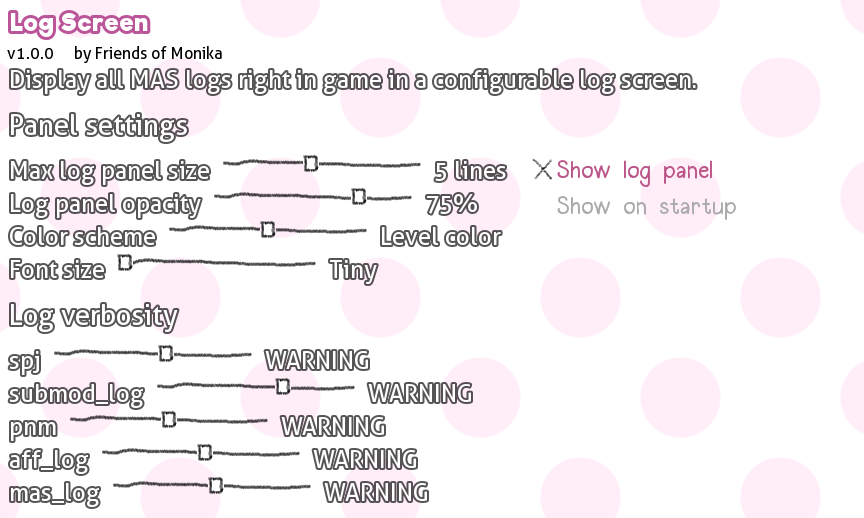 Log Screen
v1.0.0 by Friends of Monika
Display all MAS logs right in game in a configurable log screen.
Panel settings
Max log panel size 5 lines
Log panel opacity 75%
Color scheme Level color
Font size Tiny
Show log panel
Show on startup
Log verbosity
spj WARNING
submod_log WARNING
pnm WARNING
aff_log WARNING
mas_log WARNING